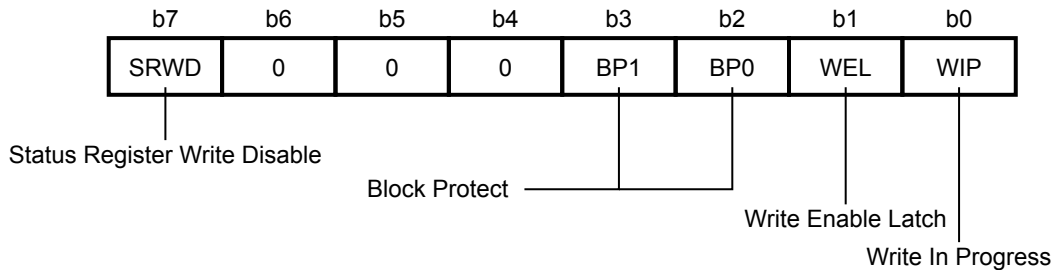 b7 b6 b5 b4 b3 b2 b1 b0
SRWD 0 0 0 BP1 BP0 WEL WIP
Status Register Write Disable
Block Protect
Write Enable Latch
Write In Progress